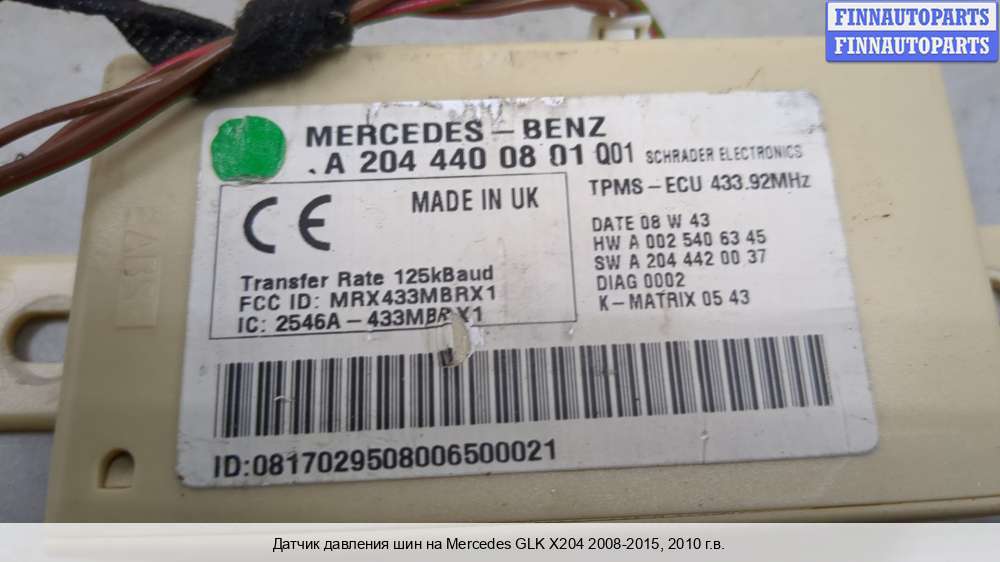 FINNAUTOPARTS
FINNAUTOPARTS
MERCEDES-BENZ
.A 204 440 08 01 Q01 SCHRADER ELECTRONICS
MADE IN UK
TPMS-ECU 433.92MHz
CE
Transfer Rate 125kBaud
FCC ID: MRX433MBRX1
IC: 2546A-433MBRX1
DATE 08 W 43
HW A 002 540 63 45
SW A 204 442 00 37
DIAG 0002
K-MATRIX 05 43
ID:0817029508006500021
Датчик давления шин на Mercedes GLK X204 2008-2015, 2010 г.в.